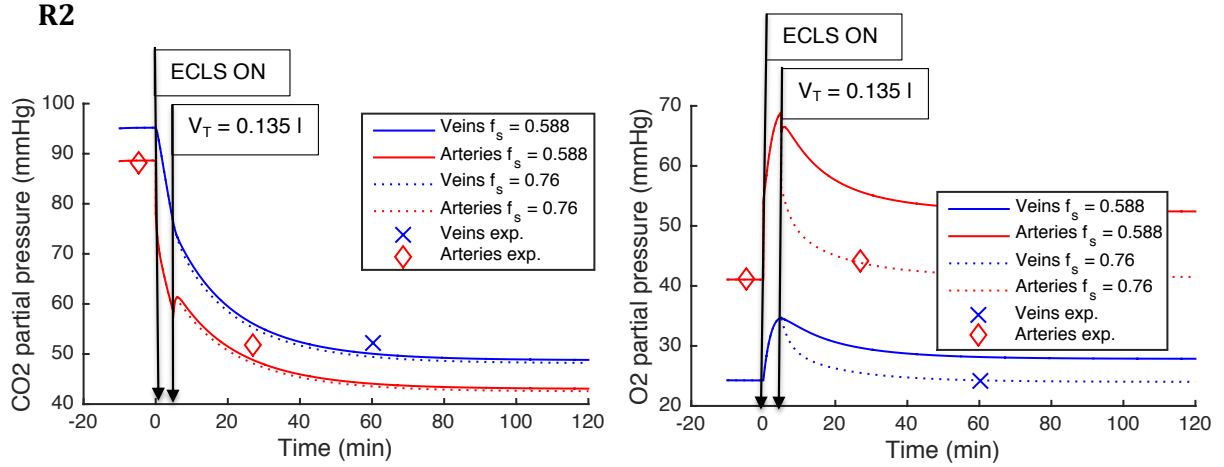 R2
ECLS ON
V_T = 0.135 l
100
90
80
70
60
50
40
CO2 partial pressure (mmHg)
Veins f_s = 0.588
Arteries f_s = 0.588
Veins f_s = 0.76
Arteries f_s = 0.76
Veins exp.
Arteries exp.
-20 0 20 40 60 80 100 120
Time (min)
ECLS ON
V_T = 0.135 l
70
60
50
40
30
20
O2 partial pressure (mmHg)
Veins f_s = 0.588
Arteries f_s = 0.588
Veins f_s = 0.76
Arteries f_s = 0.76
Veins exp.
Arteries exp.
-20 0 20 40 60 80 100 120
Time (min)